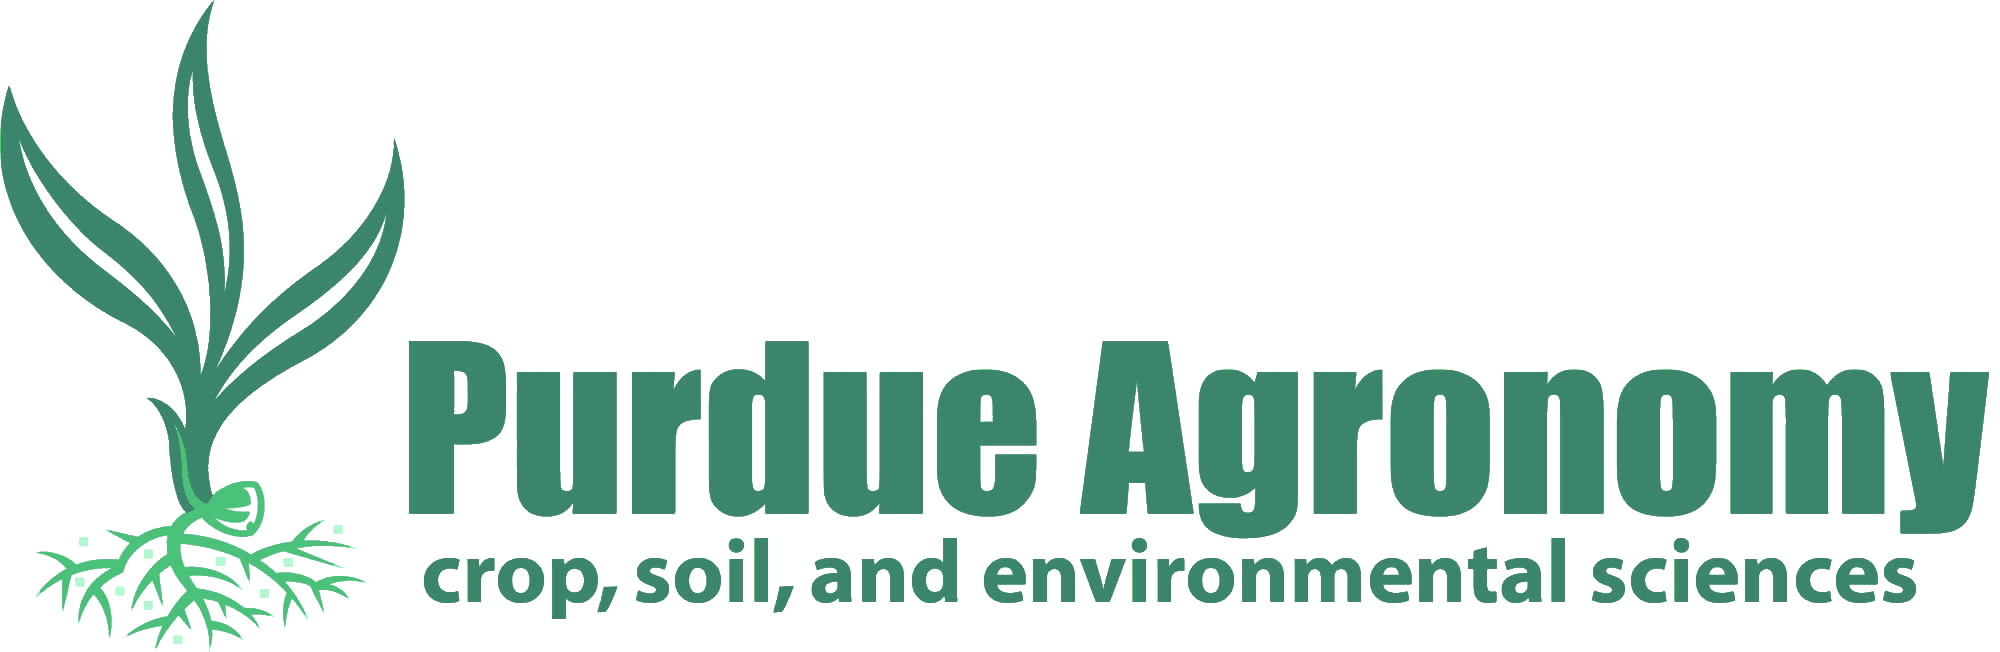 Purdue Agronomy
crop, soil, and environmental sciences